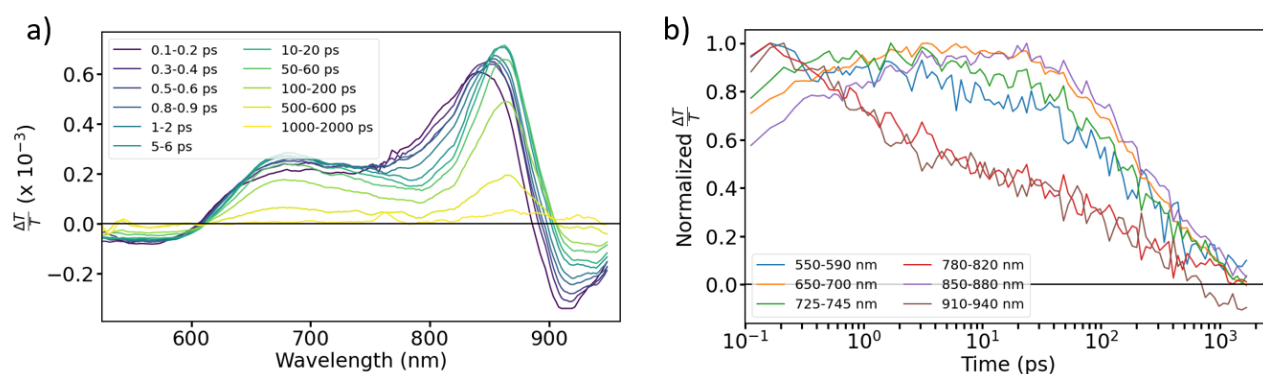 a)
ΔT/T (x 10⁻³)
0.6
0.4
0.2
0.0
−0.2
0.1-0.2 ps
0.3-0.4 ps
0.5-0.6 ps
0.8-0.9 ps
1-2 ps
5-6 ps
10-20 ps
50-60 ps
100-200 ps
500-600 ps
1000-2000 ps
600 700 800 900
Wavelength (nm)
b)
Normalized ΔT/T
1.0
0.8
0.6
0.4
0.2
0.0
550-590 nm
650-700 nm
725-745 nm
780-820 nm
850-880 nm
910-940 nm
10⁻¹ 10⁰ 10¹ 10² 10³
Time (ps)